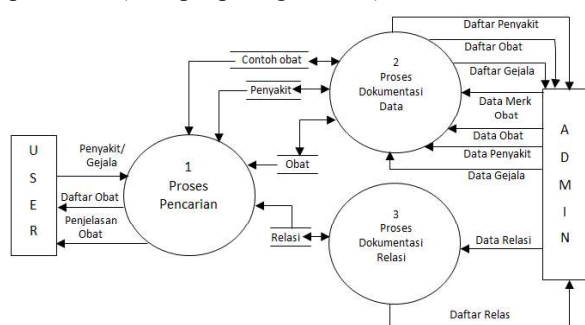 Daftar Penyakit
Daftar Obat
Daftar Gejala
Contoh obat
Penyakit
Obat
Relasi
2
Proses
Dokumentasi
Data
Data Merk
Obat
Data Obat
Data Penyakit
Data Gejala
A
D
M
I
N
U
S
E
R
Penyakit/
Gejala
Daftar Obat
Penjelasan
Obat
1
Proses
Pencarian
3
Proses
Dokumentasi
Relasi
Data Relasi
Daftar Relas